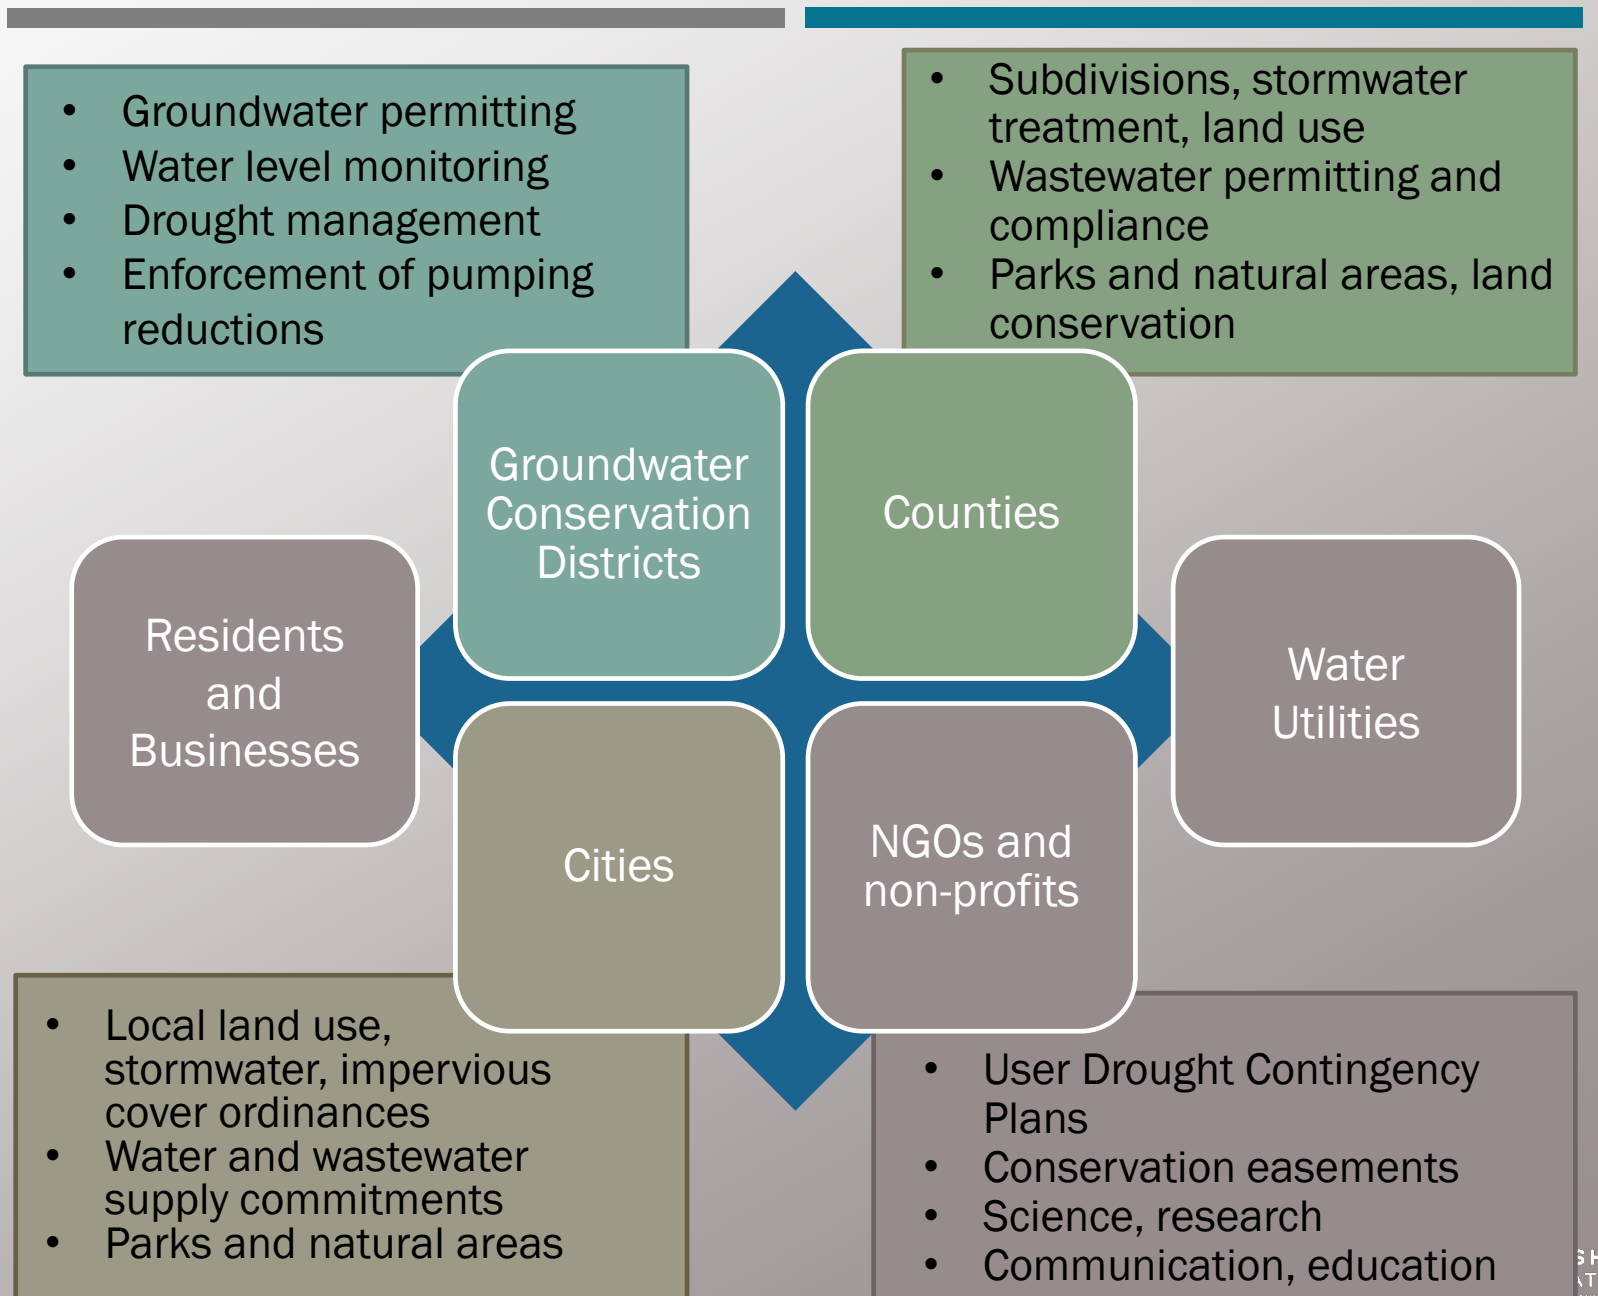 • Groundwater permitting
• Water level monitoring
• Drought management
• Enforcement of pumping
reductions
• Subdivisions, stormwater
treatment, land use
• Wastewater permitting and
compliance
• Parks and natural areas, land
conservation
Groundwater
Conservation
Districts
Counties
Residents
and
Businesses
Water
Utilities
Cities
NGOs and
non-profits
• Local land use,
stormwater, impervious
cover ordinances
• Water and wastewater
supply commitments
• Parks and natural areas
• User Drought Contingency
Plans
• Conservation easements
• Science, research
• Communication, education